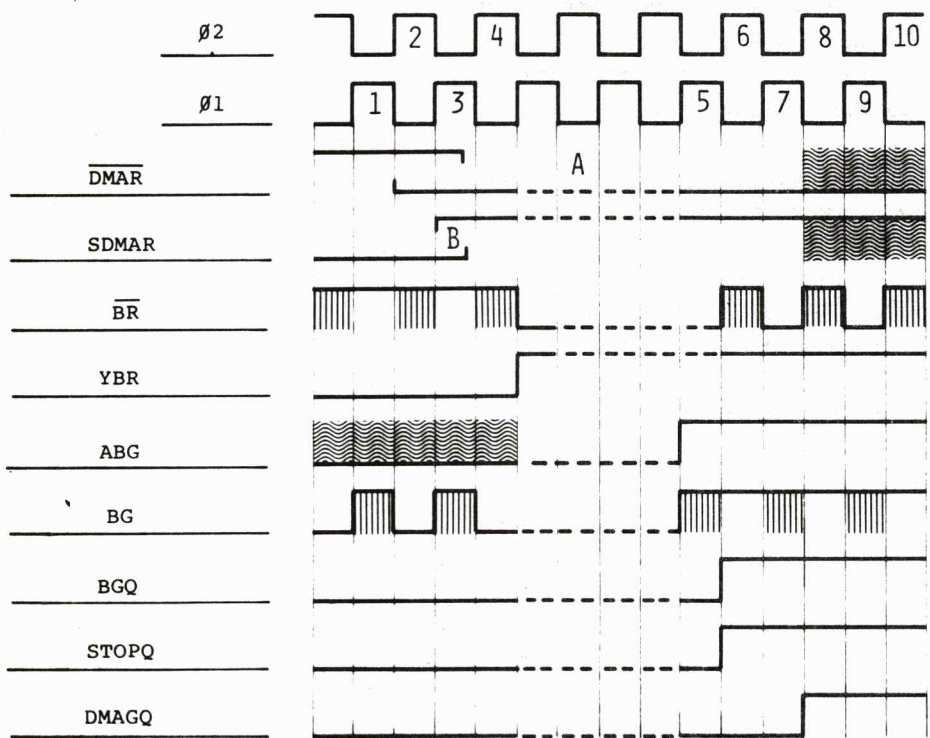 ø2 2 4 6 8 10
ø1 1 3 5 7 9
DMAR A
SDMAR B
BR
YBR
ABG
BG
BGQ
STOPQ
DMAGQ